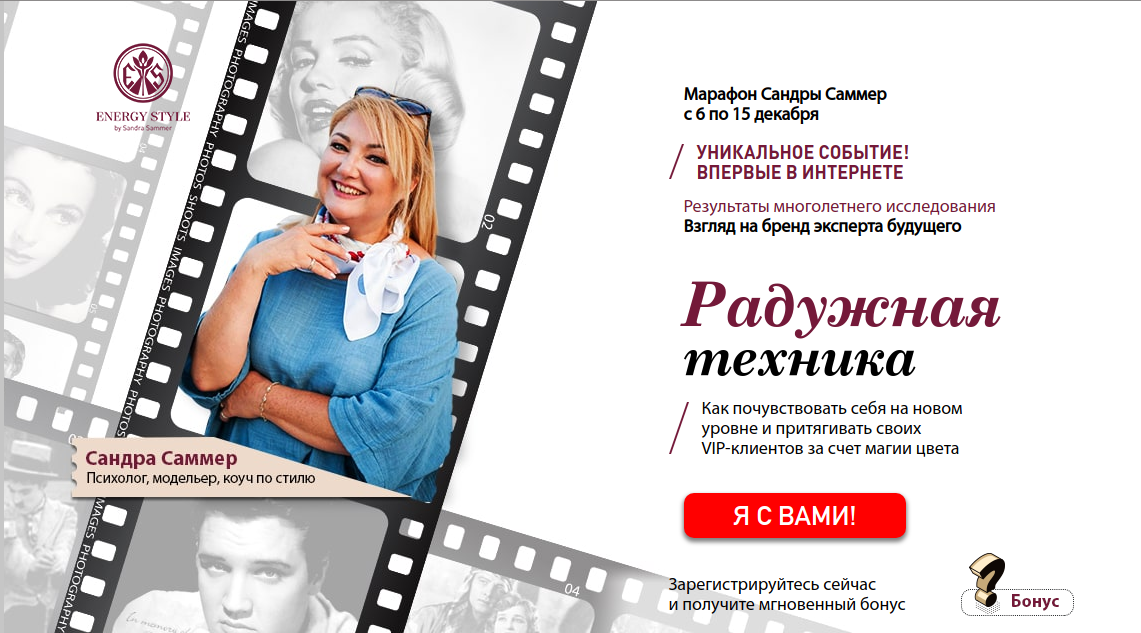 E S
ENERGY STYLE
by Sandra Sammer
IMAGES PHOTOGRAPHY PHOTOS SHOOTS IMAGES PHOTOGRAPHY PHOTOS
IMAGES PHOTOGRAPHY
02
04
05
04
Марафон Сандры Саммер
с 6 по 15 декабря
УНИКАЛЬНОЕ СОБЫТИЕ!
ВПЕРВЫЕ В ИНТЕРНЕТЕ
Результаты многолетнего исследования
Взгляд на бренд эксперта будущего
Радужная
техника
Как почувствовать себя на новом
уровне и притягивать своих
VIP-клиентов за счет магии цвета
Сандра Саммер
Психолог, модельер, коуч по стилю
Я С ВАМИ!
Зарегистрируйтесь сейчас
и получите мгновенный бонус
?
Бонус